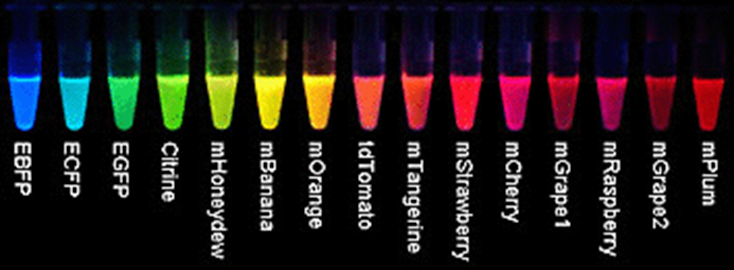 EBFP
ECFP
EGFP
Citrine
mHoneydew
mBanana
mOrange
tdTomato
mTangerine
mStrawberry
mCherry
mGrape1
mRaspberry
mGrape2
mPlum